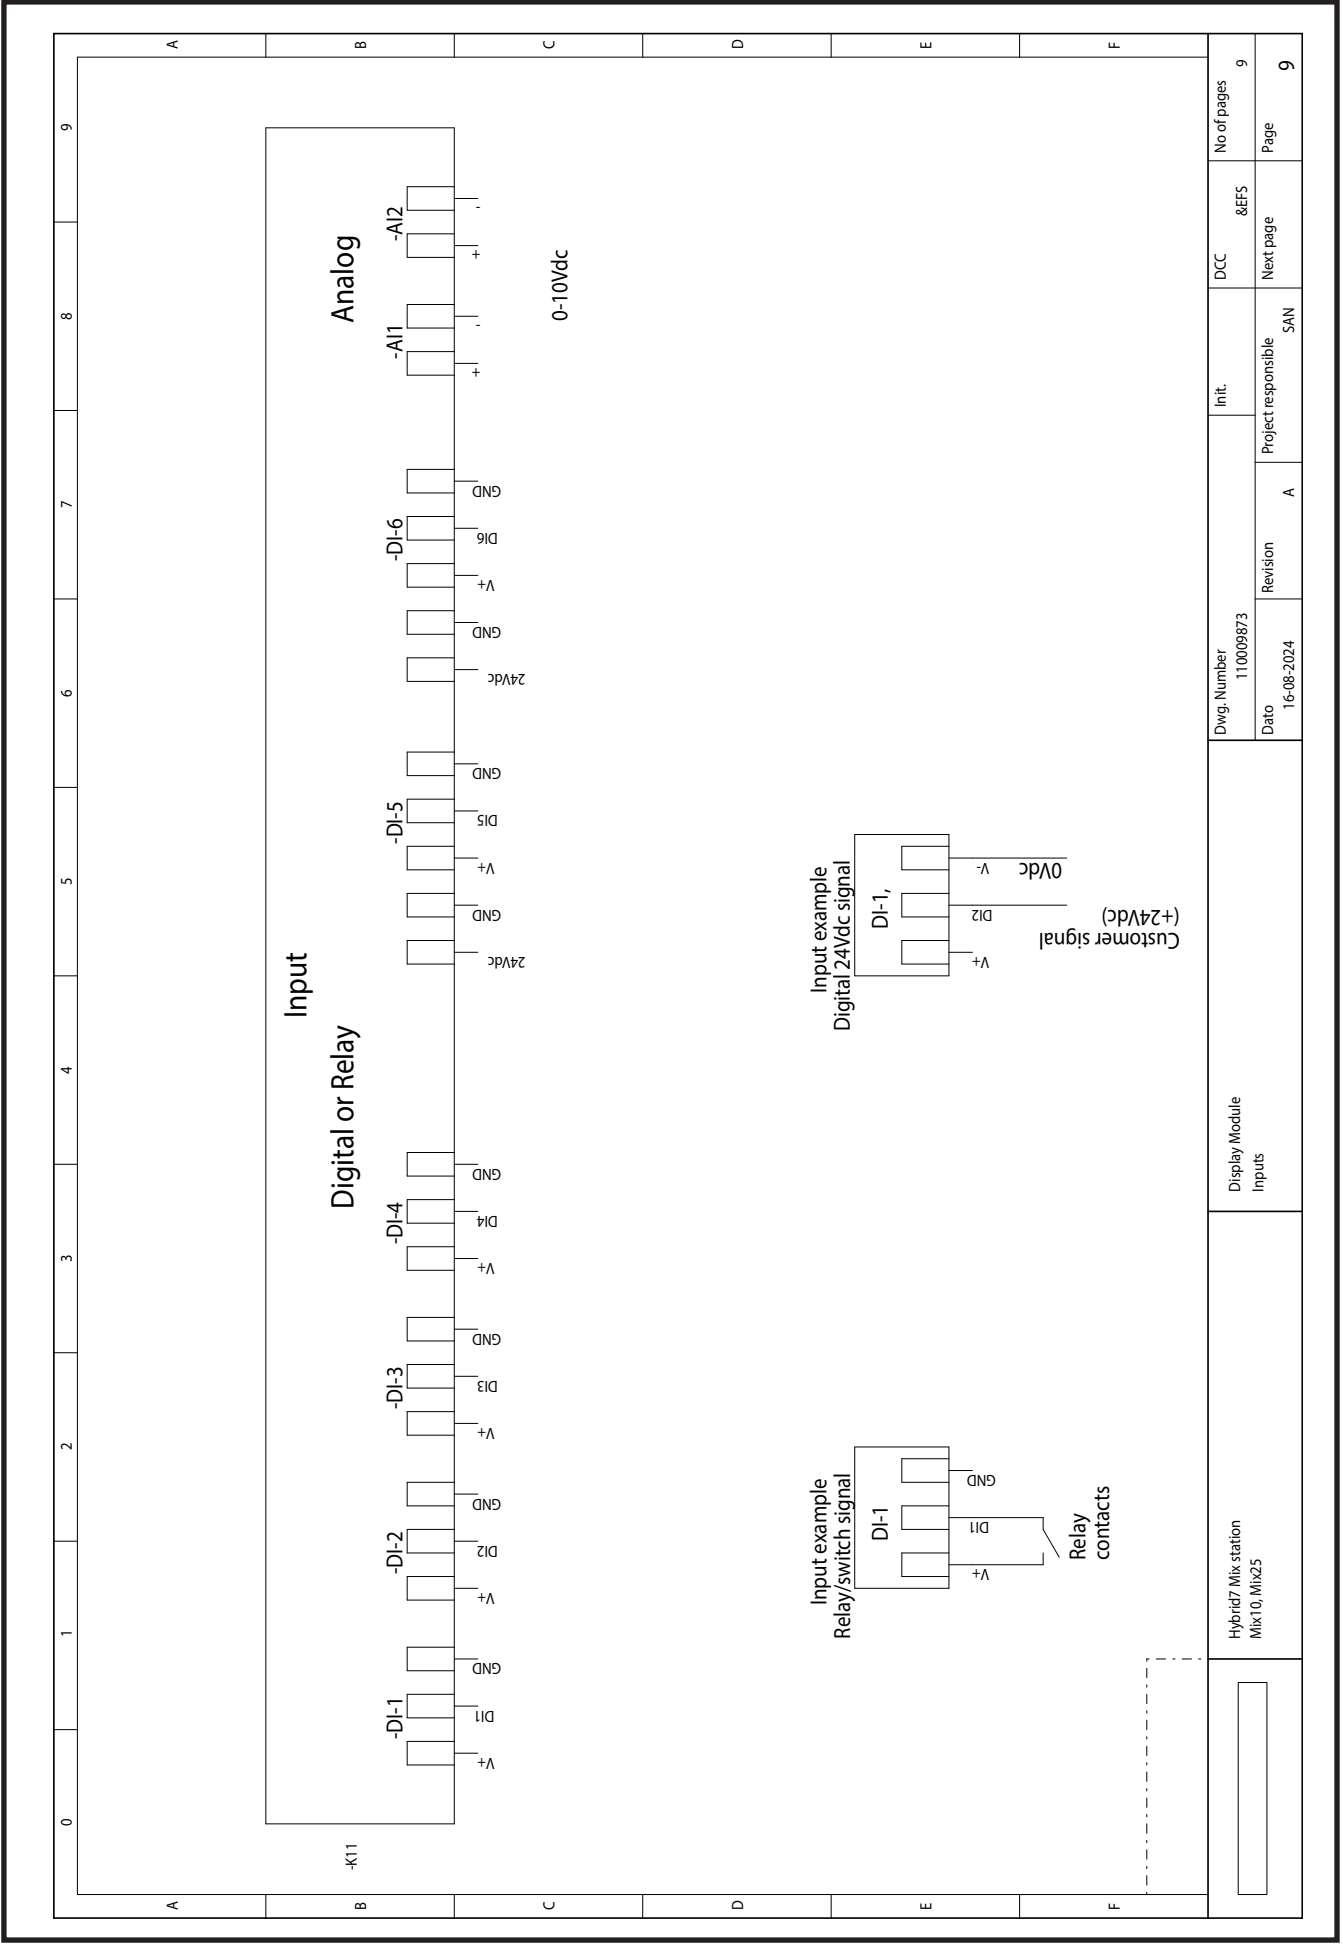 0
1
2
3
4
5
6
7
8
9
A
B
C
D
E
F
A
B
C
D
E
F
-K11
Input
Digital or Relay
Analog
-DI-1
V+
DI1
GND
-DI-2
V+
DI2
GND
-DI-3
V+
DI3
GND
-DI-4
V+
DI4
GND
-DI-5
24Vdc
GND
V+
DI5
GND
-DI-6
24Vdc
GND
V+
DI6
GND
-AI1
+
-
-AI2
+
-
0-10Vdc
Input example
Relay/switch signal
DI-1
V+
DI1
GND
Relay
contacts
Input example
Digital 24Vdc signal
DI-1,
V+
DI2
V-
0Vdc
Customer signal
(+24Vdc)
Hybrid7 Mix station
Mix10, Mix25
Display Module
Inputs
Dwg. Number
110009873
Init.
DCC
&EFS
No of pages
9
Dato
16-08-2024
Revision
A
Project responsible
SAN
Next page
Page
9